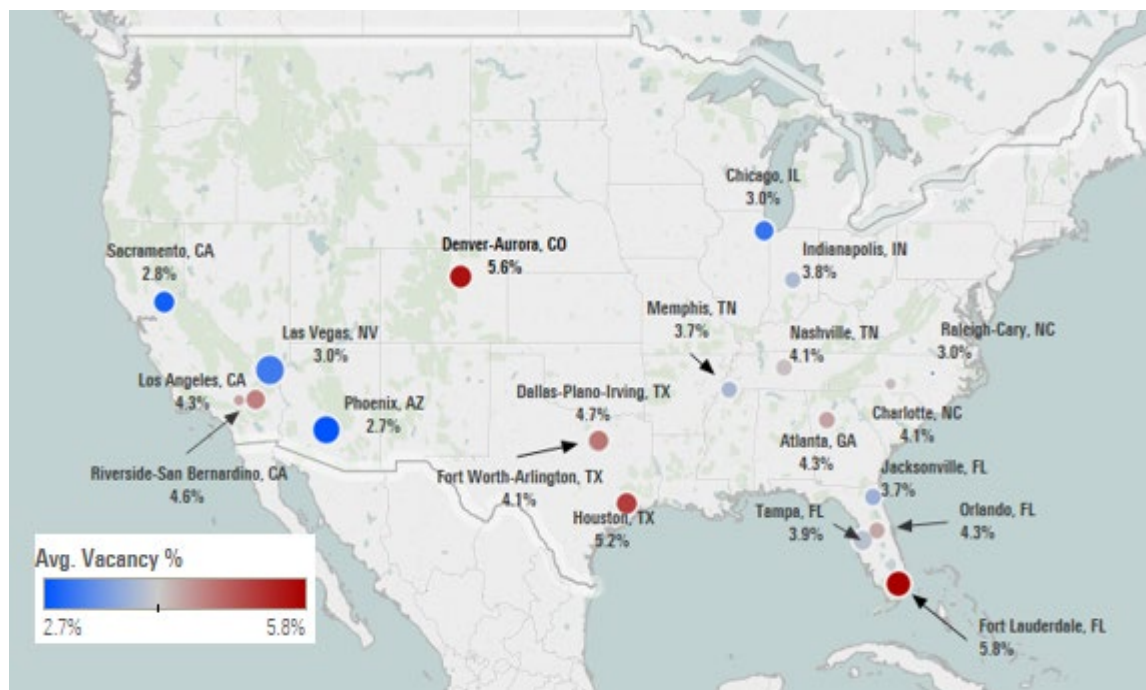 Chicago, IL
3.0%
Sacramento, CA
2.8%
Denver-Aurora, CO
5.6%
Indianapolis, IN
3.8%
Memphis, TN
3.7%
Las Vegas, NV
3.0%
Nashville, TN
4.1%
Raleigh-Cary, NC
3.0%
Los Angeles, CA
4.3%
Phoenix, AZ
2.7%
Dallas-Plano-Irving, TX
4.7%
Charlotte, NC
4.1%
Atlanta, GA
4.3%
Riverside-San Bernardino, CA
4.6%
Fort Worth-Arlington, TX
4.1%
Jacksonville, FL
3.7%
Houston, TX
5.2%
Tampa, FL
3.9%
Orlando, FL
4.3%
Fort Lauderdale, FL
5.8%
Avg. Vacancy %
2.7%
5.8%